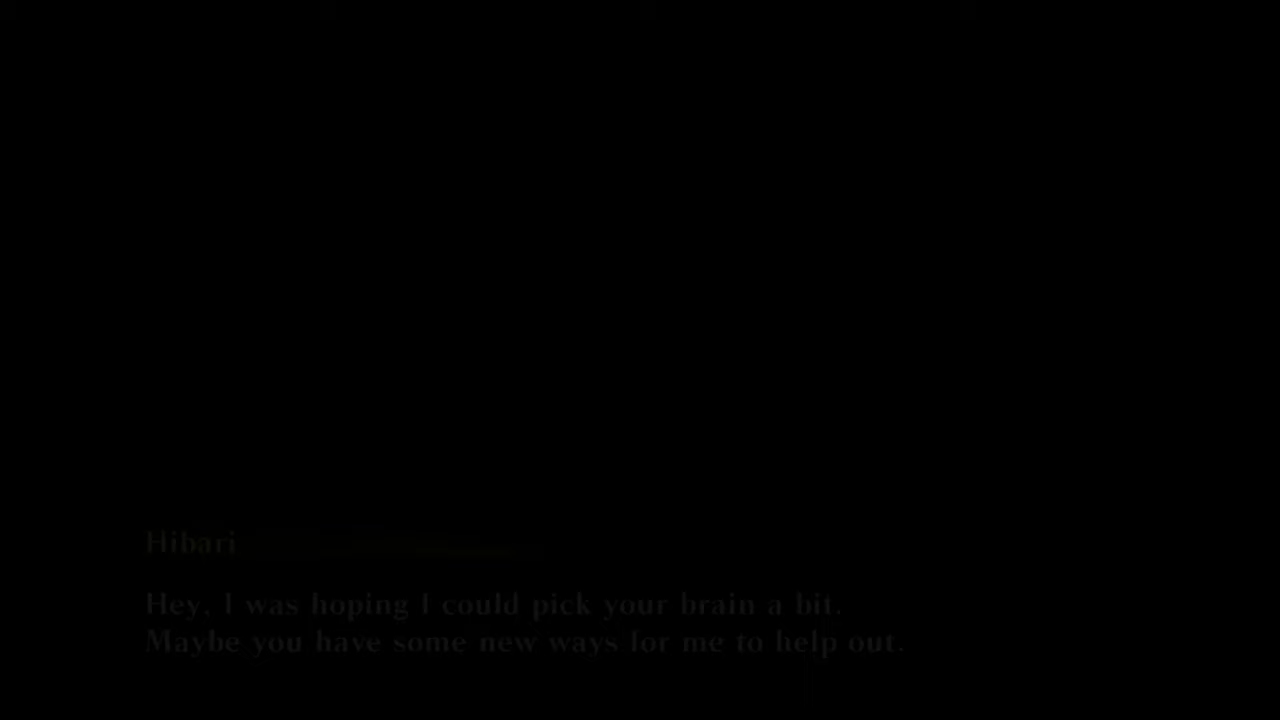 Hibari
Hey, I was hoping I could pick your brain a bit.
Maybe you have some new ways for me to help out.